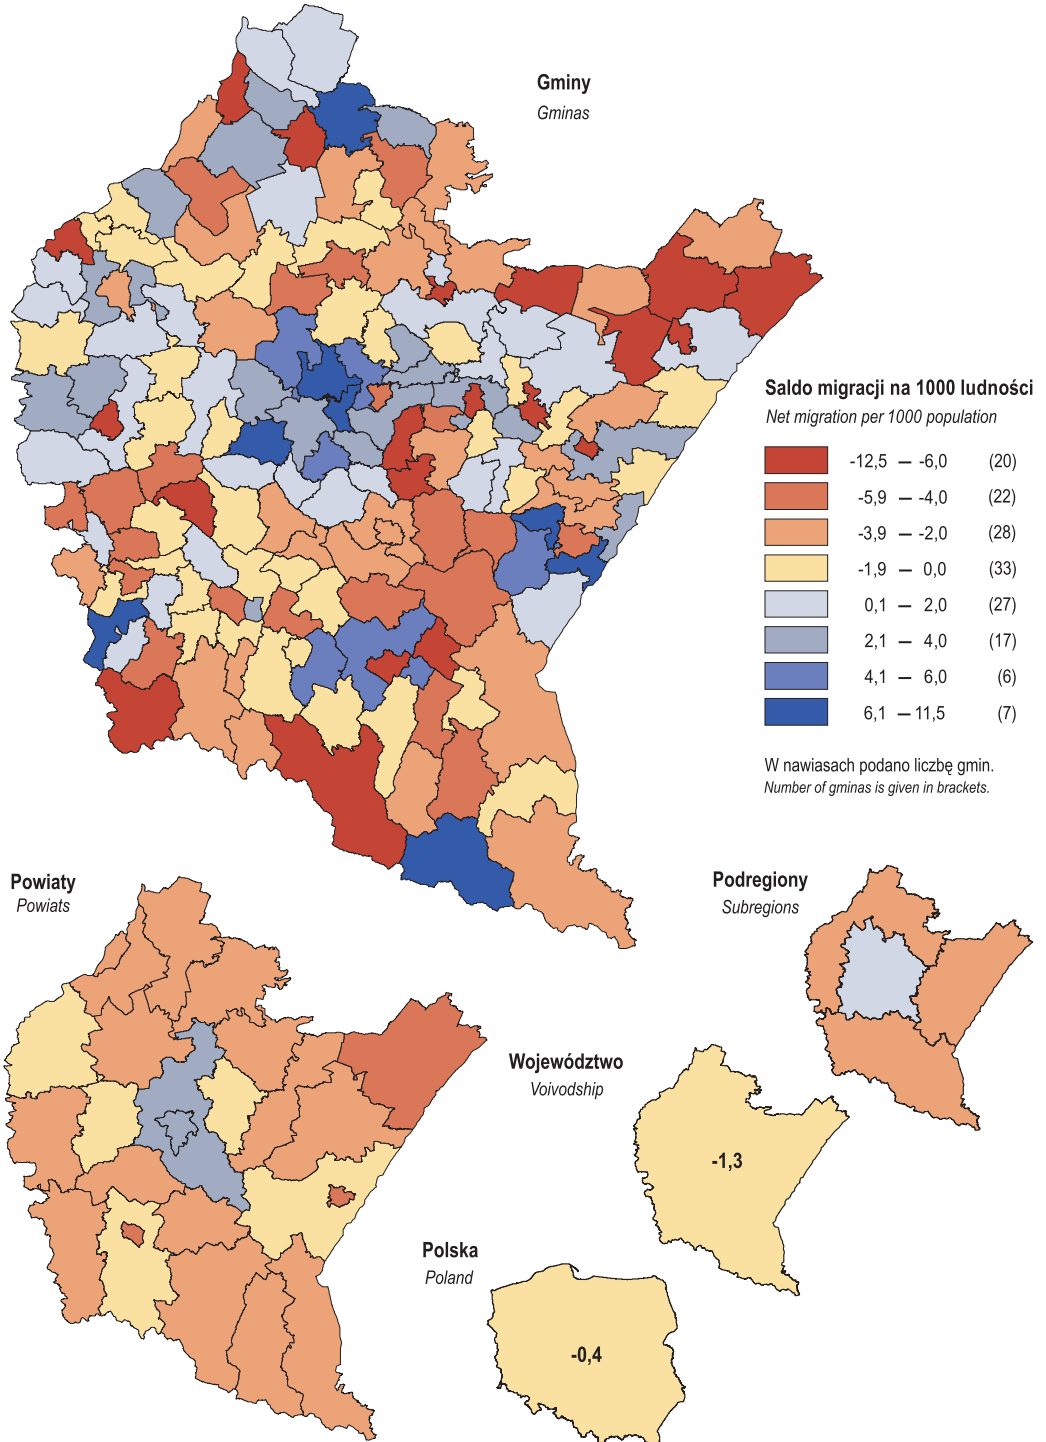 Gminy
Gminas
Saldo migracji na 1000 ludności
Net migration per 1000 population
-12,5 — -6,0 (20)
-5,9 — -4,0 (22)
-3,9 — -2,0 (28)
-1,9 — 0,0 (33)
0,1 — 2,0 (27)
2,1 — 4,0 (17)
4,1 — 6,0 (6)
6,1 — 11,5 (7)
W nawiasach podano liczbę gmin.
Number of gminas is given in brackets.
Powiaty
Powiats
Podregiony
Subregions
Województwo
Voivodship
-1,3
Polska
Poland
-0,4